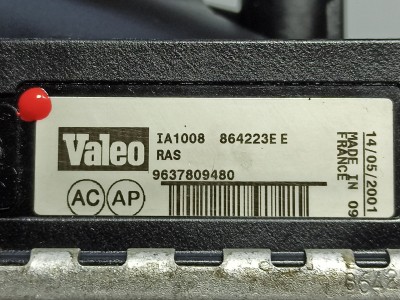 Valeo
IA1008 864223E E
RAS
9637809480
AC AP
14/05/2001
MADE IN 09
FRANCE